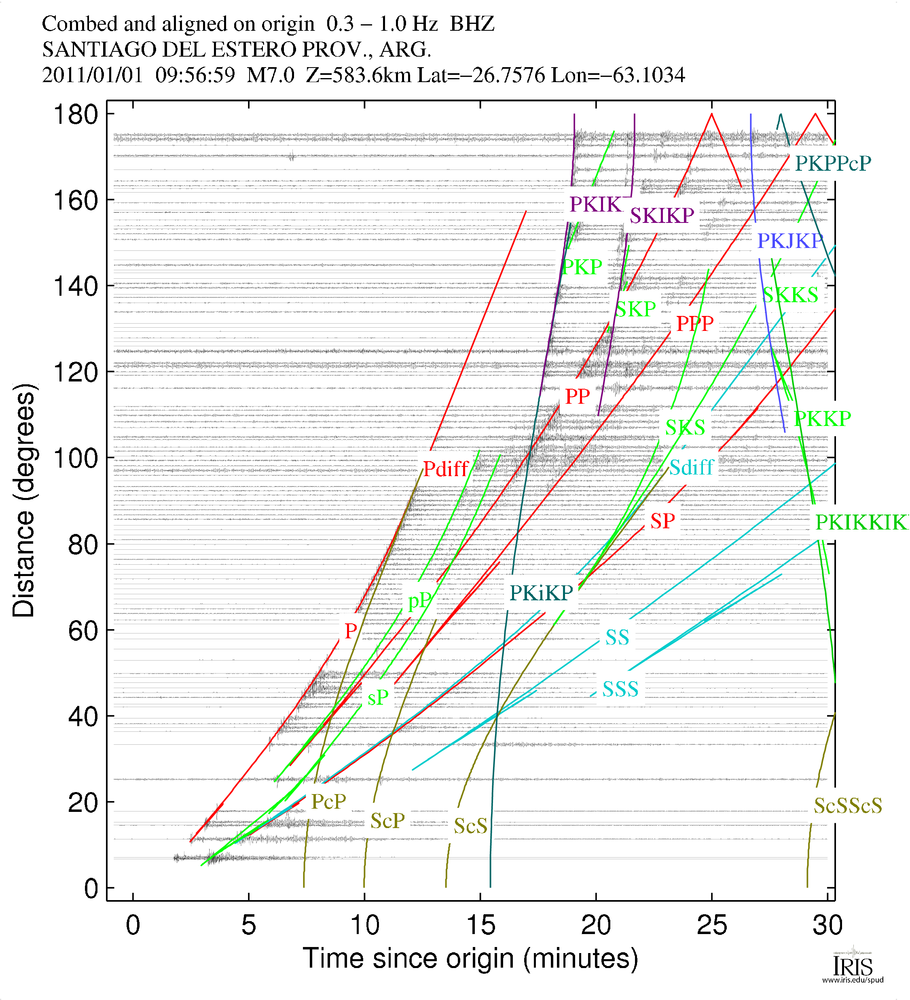 Combed and aligned on origin  0.3 − 1.0 Hz  BHZ
SANTIAGO DEL ESTERO PROV., ARG.
2011/01/01  09:56:59  M7.0  Z=583.6km Lat=−26.7576 Lon=−63.1034
180
160
140
120
100
80
60
40
20
0
Distance (degrees)
PKPPcP
PKIK
SKIKP
PKJKP
PKP
SKKS
SKP
PPP
PP
PKKP
SKS
Pdiff
Sdiff
SP
PKIKKIK
PKiKP
pP
P
SS
SSS
sP
PcP
ScSScS
ScP
ScS
0 5 10 15 20 25 30
Time since origin (minutes)
IRIS
www.iris.edu/spud